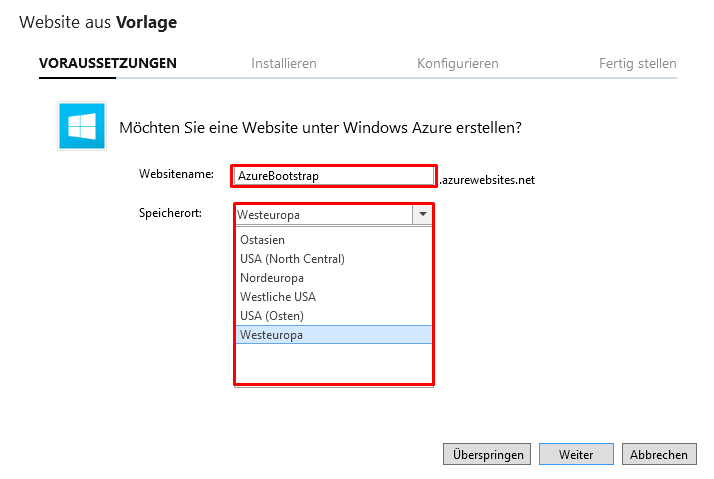 Website aus Vorlage
VORAUSSETZUNGEN Installieren Konfigurieren Fertig stellen
Möchten Sie eine Website unter Windows Azure erstellen?
Websitename: AzureBootstrap .azurewebsites.net
Speicherort: Westeuropa
Ostasien
USA (North Central)
Nordeuropa
Westliche USA
USA (Osten)
Westeuropa
Überspringen Weiter Abbrechen